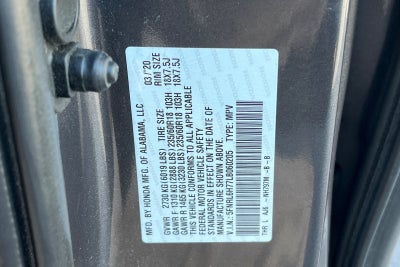 MFD. BY HONDA MFG. OF ALABAMA, LLC 03/'20
TIRE SIZE RIM SIZE
GVWR 2730 KG(6019 LBS)
GAWR F 1310 KG(2888 LBS) 235/60R18 103H 18X7.5J
GAWR R 1465 KG(3230 LBS) 235/60R18 103H 18X7.5J
THIS VEHICLE CONFORMS TO ALL APPLICABLE
FEDERAL MOTOR VEHICLE SAFETY
STANDARDS IN EFFECT ON THE DATE OF
MANUFACTURE SHOWN ABOVE.
V.I.N.: 5FNRL6H77LB068205 TYPE: MPV